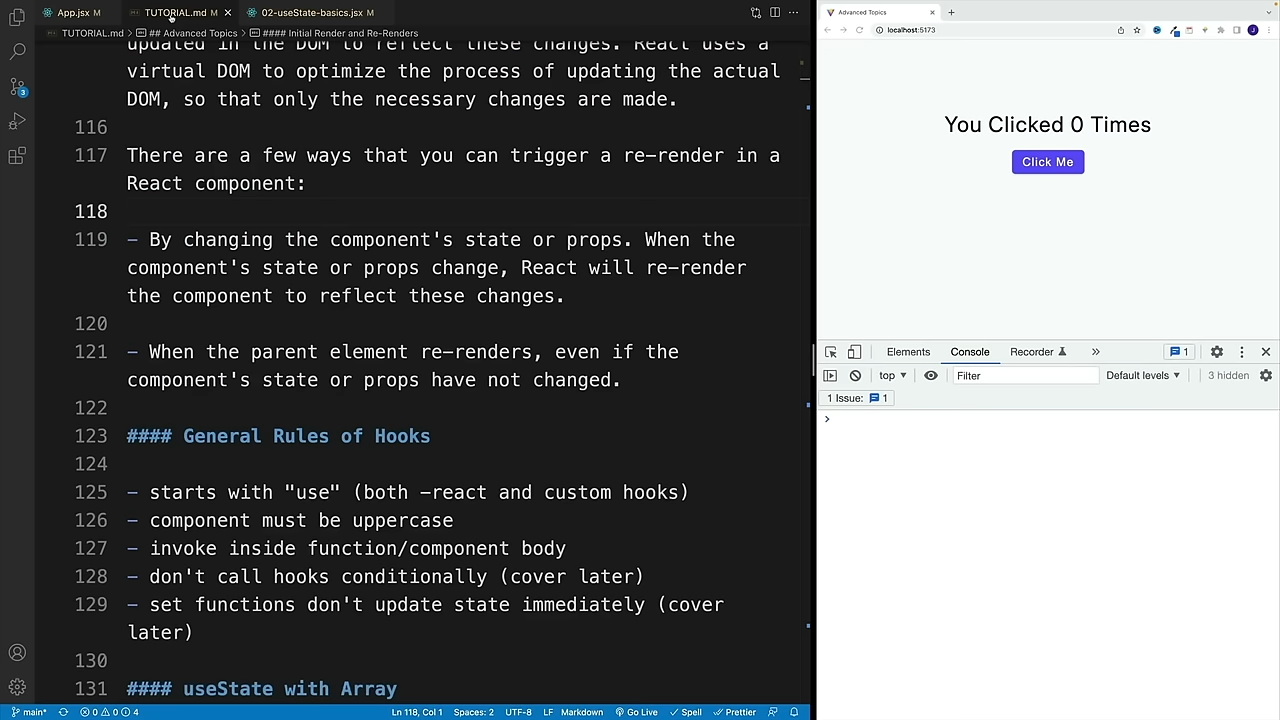 App.jsx M
TUTORIAL.md M
02-useState-basics.jsx M
TUTORIAL.md > ## Advanced Topics > #### Initial Render and Re-Renders
updated in the DOM to reflect these changes. React uses a
virtual DOM to optimize the process of updating the actual
DOM, so that only the necessary changes are made.
116
117 There are a few ways that you can trigger a re-render in a
React component:
118
119 - By changing the component's state or props. When the
component's state or props change, React will re-render
the component to reflect these changes.
120
121 - When the parent element re-renders, even if the
component's state or props have not changed.
122
123 #### General Rules of Hooks
124
125 - starts with "use" (both -react and custom hooks)
126 - component must be uppercase
127 - invoke inside function/component body
128 - don't call hooks conditionally (cover later)
129 - set functions don't update state immediately (cover
later)
130
131 #### useState with Array
3
main* 0 0 4 Ln 118, Col 1 Spaces: 2 UTF-8 LF Markdown Go Live Spell Prettier
Advanced Topics
localhost:5173
J
You Clicked 0 Times
Click Me
Elements Console Recorder 1
top Filter Default levels 3 hidden
1 Issue: 1